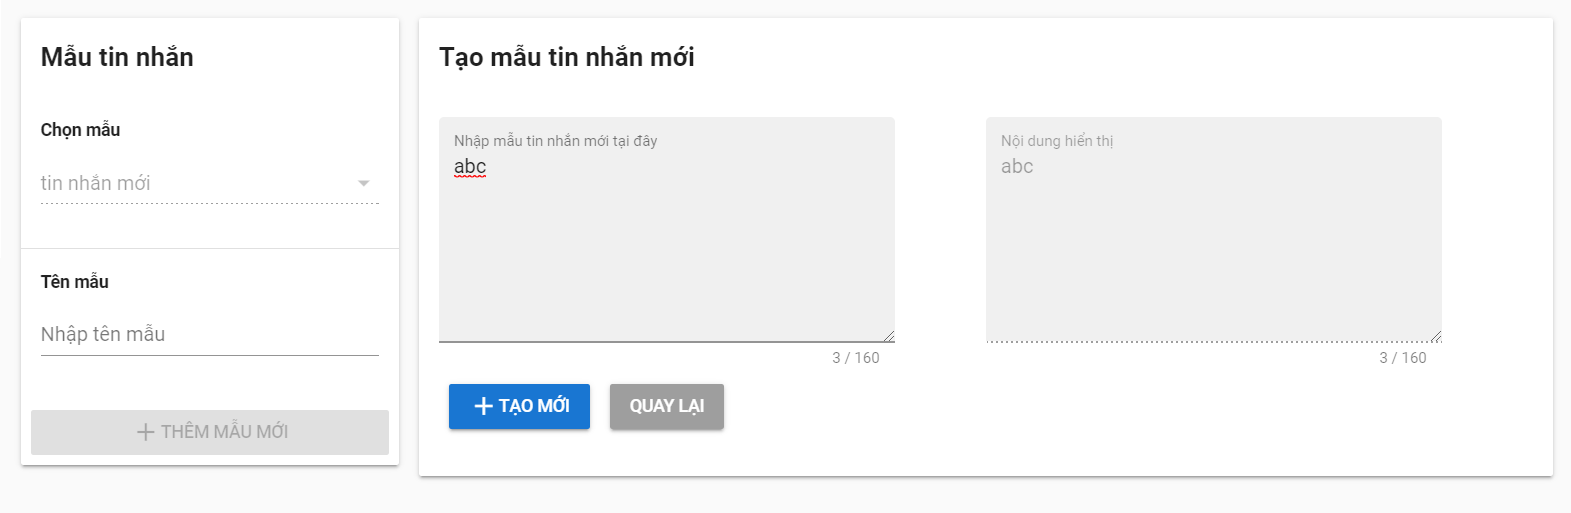 Mẫu tin nhắn
Chọn mẫu
tin nhắn mới
Tên mẫu
Nhập tên mẫu
THÊM MẪU MỚI
Tạo mẫu tin nhắn mới
Nhập mẫu tin nhắn mới tại đây
abc
3 / 160
Nội dung hiển thị
abc
3 / 160
TẠO MỚI
QUAY LẠI